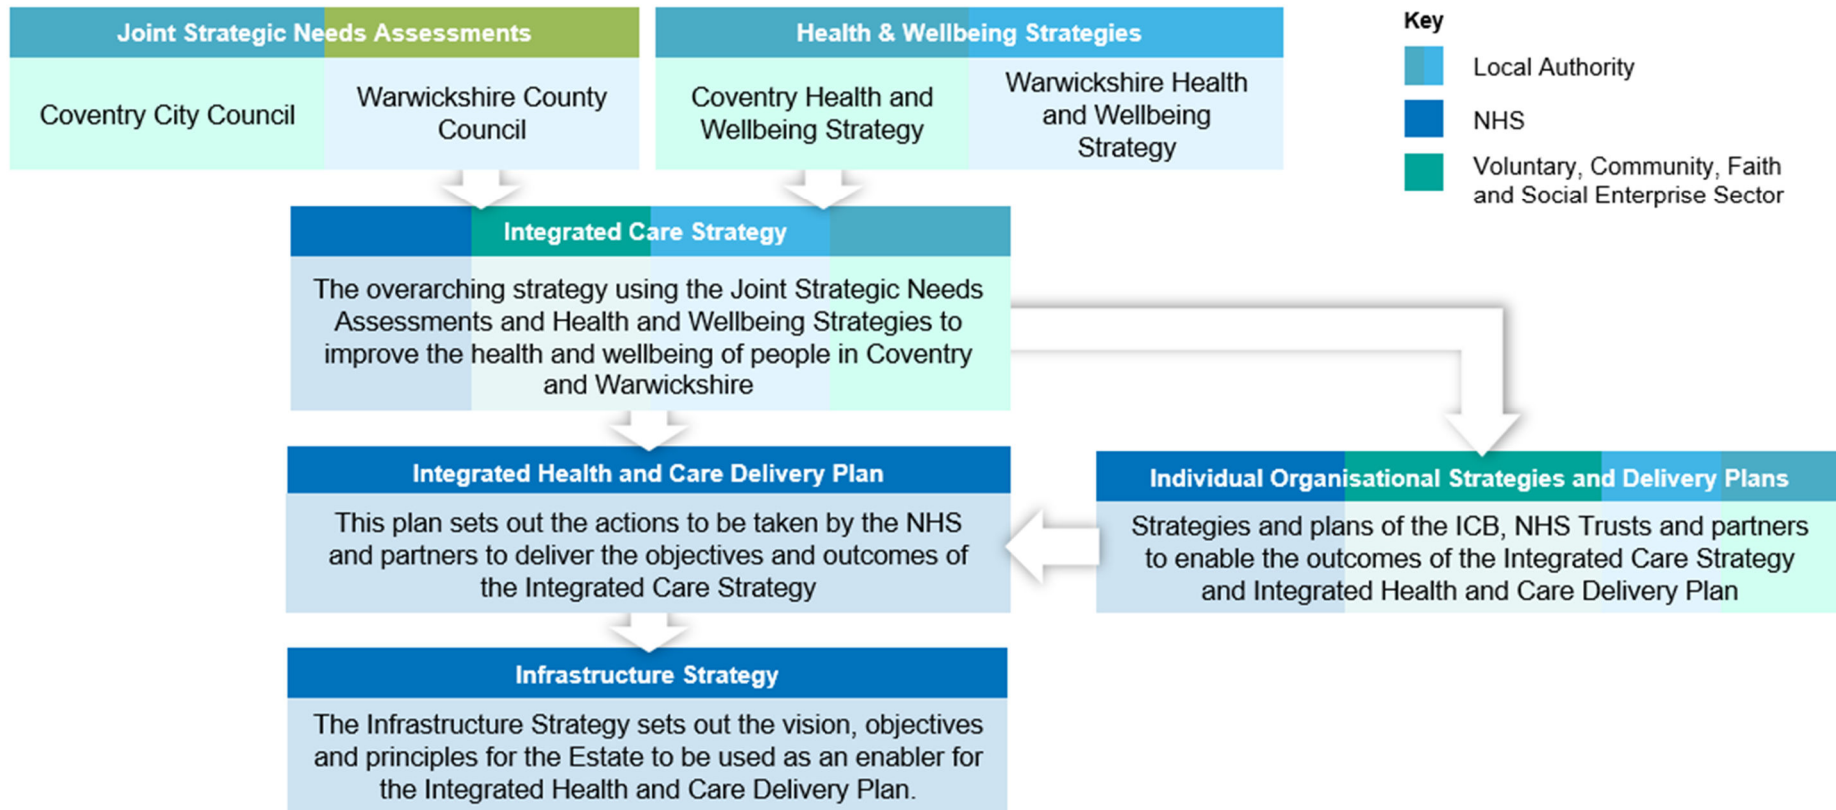 Joint Strategic Needs Assessments
Coventry City Council
Warwickshire County
Council
Health & Wellbeing Strategies
Coventry Health and
Wellbeing Strategy
Warwickshire Health
and Wellbeing
Strategy
Key
Local Authority
NHS
Voluntary, Community, Faith
and Social Enterprise Sector
Integrated Care Strategy
The overarching strategy using the Joint Strategic Needs
Assessments and Health and Wellbeing Strategies to
improve the health and wellbeing of people in Coventry
and Warwickshire
Integrated Health and Care Delivery Plan
This plan sets out the actions to be taken by the NHS
and partners to deliver the objectives and outcomes of
the Integrated Care Strategy
Individual Organisational Strategies and Delivery Plans
Strategies and plans of the ICB, NHS Trusts and partners
to enable the outcomes of the Integrated Care Strategy
and Integrated Health and Care Delivery Plan
Infrastructure Strategy
The Infrastructure Strategy sets out the vision, objectives
and principles for the Estate to be used as an enabler for
the Integrated Health and Care Delivery Plan.